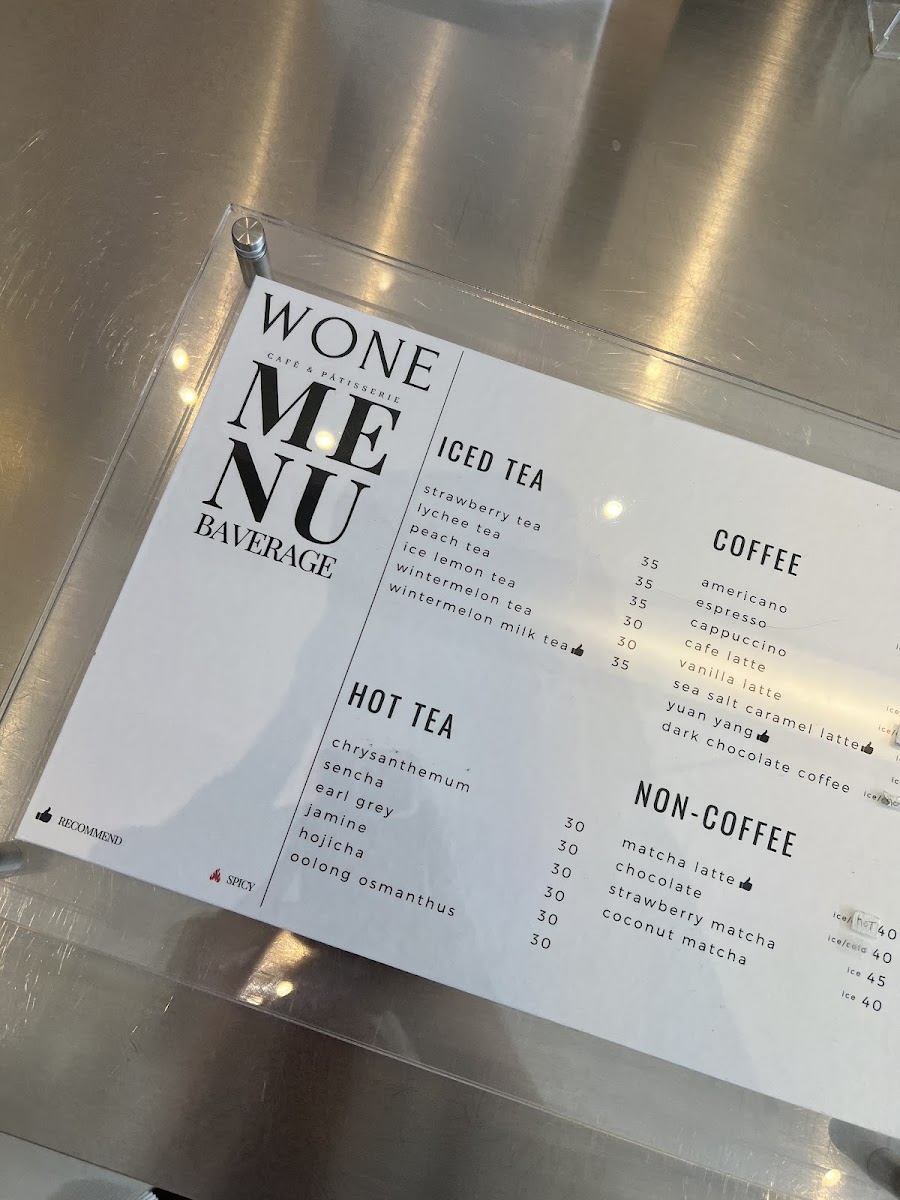 WONE
CAFÉ & PÂTISSERIE
ME
NU
BAVERAGE
RECOMMEND
SPICY
ICED TEA
strawberry tea 35
lychee tea 35
peach tea 35
ice lemon tea 30
wintermelon tea 30
wintermelon milk tea 35
HOT TEA
chrysanthemum 30
sencha 30
earl grey 30
jamine 30
hojicha 30
oolong osmanthus 30
COFFEE
americano
espresso
cappuccino
cafe latte
vanilla latte
sea salt caramel latte
yuan yang
dark chocolate coffee
NON-COFFEE
matcha latte ice/hot 40
chocolate ice/cold 40
strawberry matcha ice 45
coconut matcha ice 40